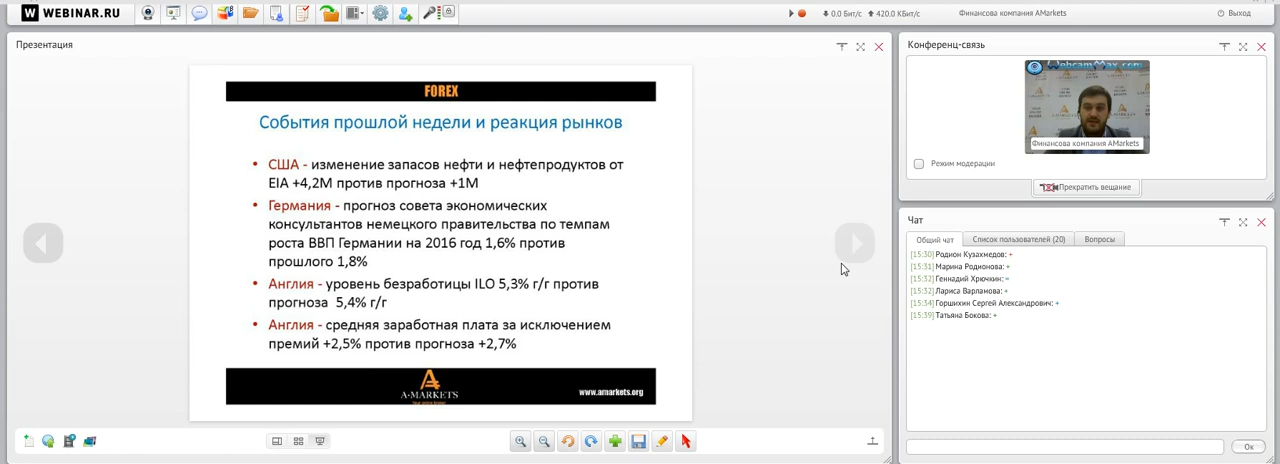 WEBINAR.RU
0.0 Бит/с
420.0 КБит/с
Финансова компания AMarkets
Выход
Презентация
FOREX
События прошлой недели и реакция рынков
• США - изменение запасов нефти и нефтепродуктов от
EIA +4,2М против прогноза +1М
• Германия - прогноз совета экономических
консультантов немецкого правительства по темпам
роста ВВП Германии на 2016 год 1,6% против
прошлого 1,8%
• Англия - уровень безработицы ILO 5,3% г/г против
прогноза 5,4% г/г
• Англия - средняя заработная плата за исключением
премий +2,5% против прогноза +2,7%
A-MARKETS
www.amarkets.org
Конференц-связь
WebcamMax.com
Финансова компания AMarkets
Режим модерации
Прекратить вещание
Чат
Общий чат
Список пользователей (20)
Вопросы
[15:30] Родион Кузахмедов: +
[15:31] Марина Родионова: +
[15:32] Геннадий Хрючкин: =
[15:32] Лариса Варламова: +
[15:34] Горшихин Сергей Александрович: +
[15:39] Татьяна Бокова: +
Ок